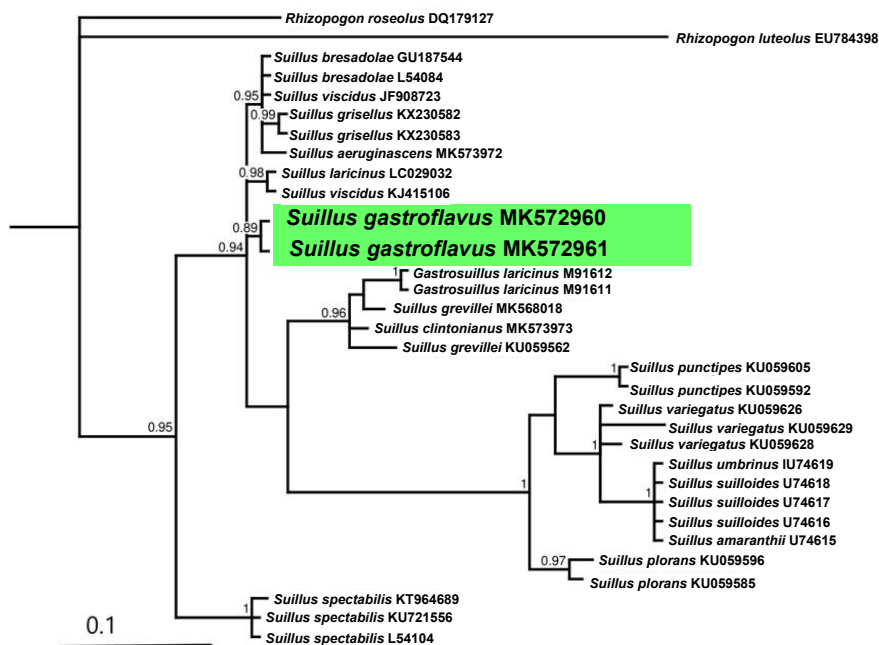 Rhizopogon roseolus DQ179127
Rhizopogon luteolus EU784398
Suillus bresadolae GU187544
Suillus bresadolae L54084
0.95
Suillus viscidus JF908723
0.99
Suillus grisellus KX230582
Suillus grisellus KX230583
Suillus aeruginascens MK573972
0.98
Suillus laricinus LC029032
Suillus viscidus KJ415106
Suillus gastroflavus MK572960
0.89
0.94
Suillus gastroflavus MK572961
1
Gastrosuillus laricinus M91612
Gastrosuillus laricinus M91611
0.96
Suillus grevillei MK568018
Suillus clintonianus MK573973
Suillus grevillei KU059562
1
Suillus punctipes KU059605
Suillus punctipes KU059592
Suillus variegatus KU059626
Suillus variegatus KU059629
1
Suillus variegatus KU059628
0.95
Suillus umbrinus IU74619
1
Suillus suilloides U74618
1
Suillus suilloides U74617
Suillus suilloides U74616
Suillus amaranthii U74615
0.97
Suillus plorans KU059596
Suillus plorans KU059585
Suillus spectabilis KT964689
1
Suillus spectabilis KU721556
Suillus spectabilis L54104
0.1